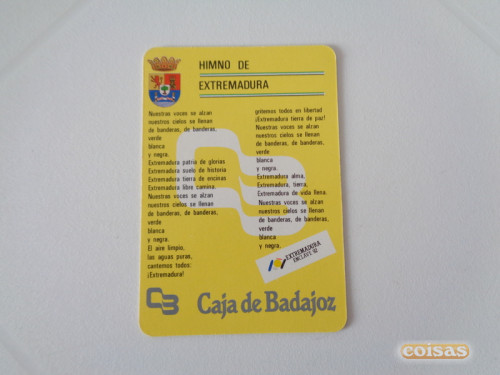 HIMNO DE
EXTREMADURA
Nuestras voces se alzan
nuestros cielos se llenan
de banderas, de banderas,
verde
blanca
y negra.
Extremadura patria de glorias
Extremadura suelo de historia
Extremadura tierra de encinas
Extremadura libre camina.
Nuestras voces se alzan
nuestros cielos se llenan
de banderas, de banderas,
verde
blanca
y negra.
El aire limpio,
las aguas puras,
cantemos todos:
¡Extremadura!
gritemos todos en libertad
¡Extremadura tierra de paz!
Nuestras voces se alzan
nuestros cielos se llenan
de banderas, de banderas,
verde
blanca
y negra.
Extremadura alma,
Extremadura, tierra,
Extremadura de vida llena.
Nuestras voces se alzan
nuestros cielos se llenan
de banderas, de banderas,
verde
blanca
y negra.
EXTREMADURA
ENCLAVE 92
CB Caja de Badajoz
coisas